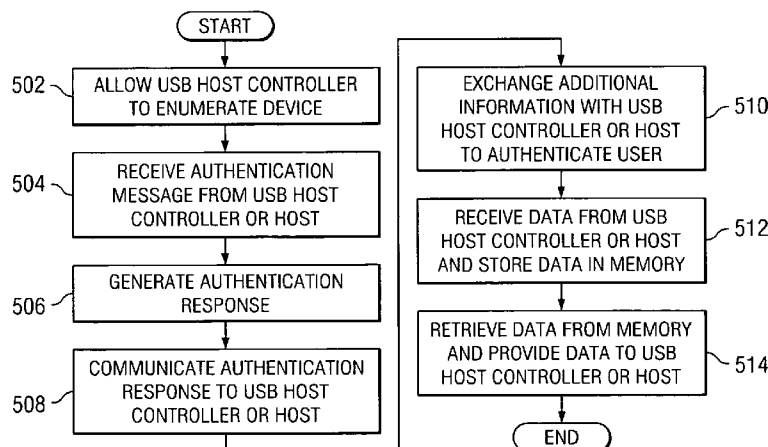 START
502
ALLOW USB HOST CONTROLLER
TO ENUMERATE DEVICE
504
RECEIVE AUTHENTICATION
MESSAGE FROM USB HOST
CONTROLLER OR HOST
506
GENERATE AUTHENTICATION
RESPONSE
508
COMMUNICATE AUTHENTICATION
RESPONSE TO USB HOST
CONTROLLER OR HOST
EXCHANGE ADDITIONAL
INFORMATION WITH USB
HOST CONTROLLER OR HOST
TO AUTHENTICATE USER
510
RECEIVE DATA FROM USB
HOST CONTROLLER OR HOST
AND STORE DATA IN MEMORY
512
RETRIEVE DATA FROM MEMORY
AND PROVIDE DATA TO USB
HOST CONTROLLER OR HOST
514
END